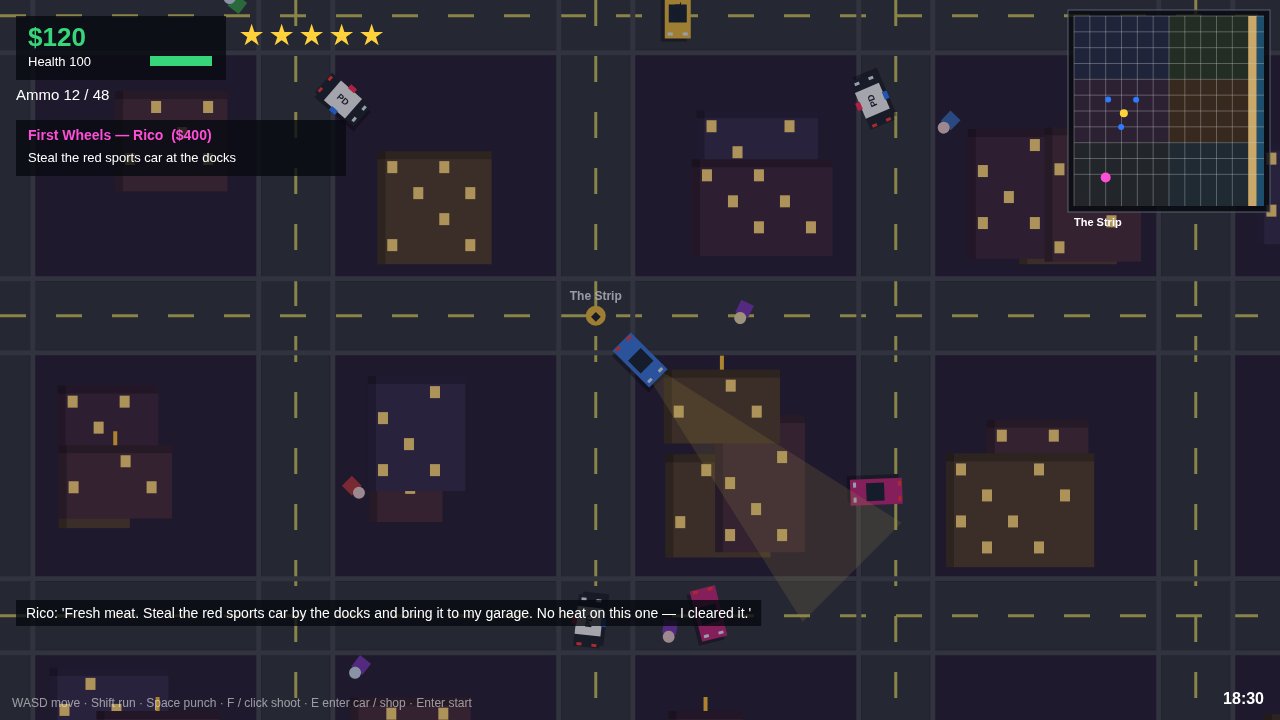 $120
Health 100
Ammo 12 / 48
First Wheels — Rico ($400)
Steal the red sports car at the docks
PD
PD
The Strip
The Strip
Rico: 'Fresh meat. Steal the red sports car by the docks and bring it to my garage. No heat on this one — I cleared it.'
WASD move · Shift run · Space punch · F / click shoot · E enter car / shop · Enter start
18:30